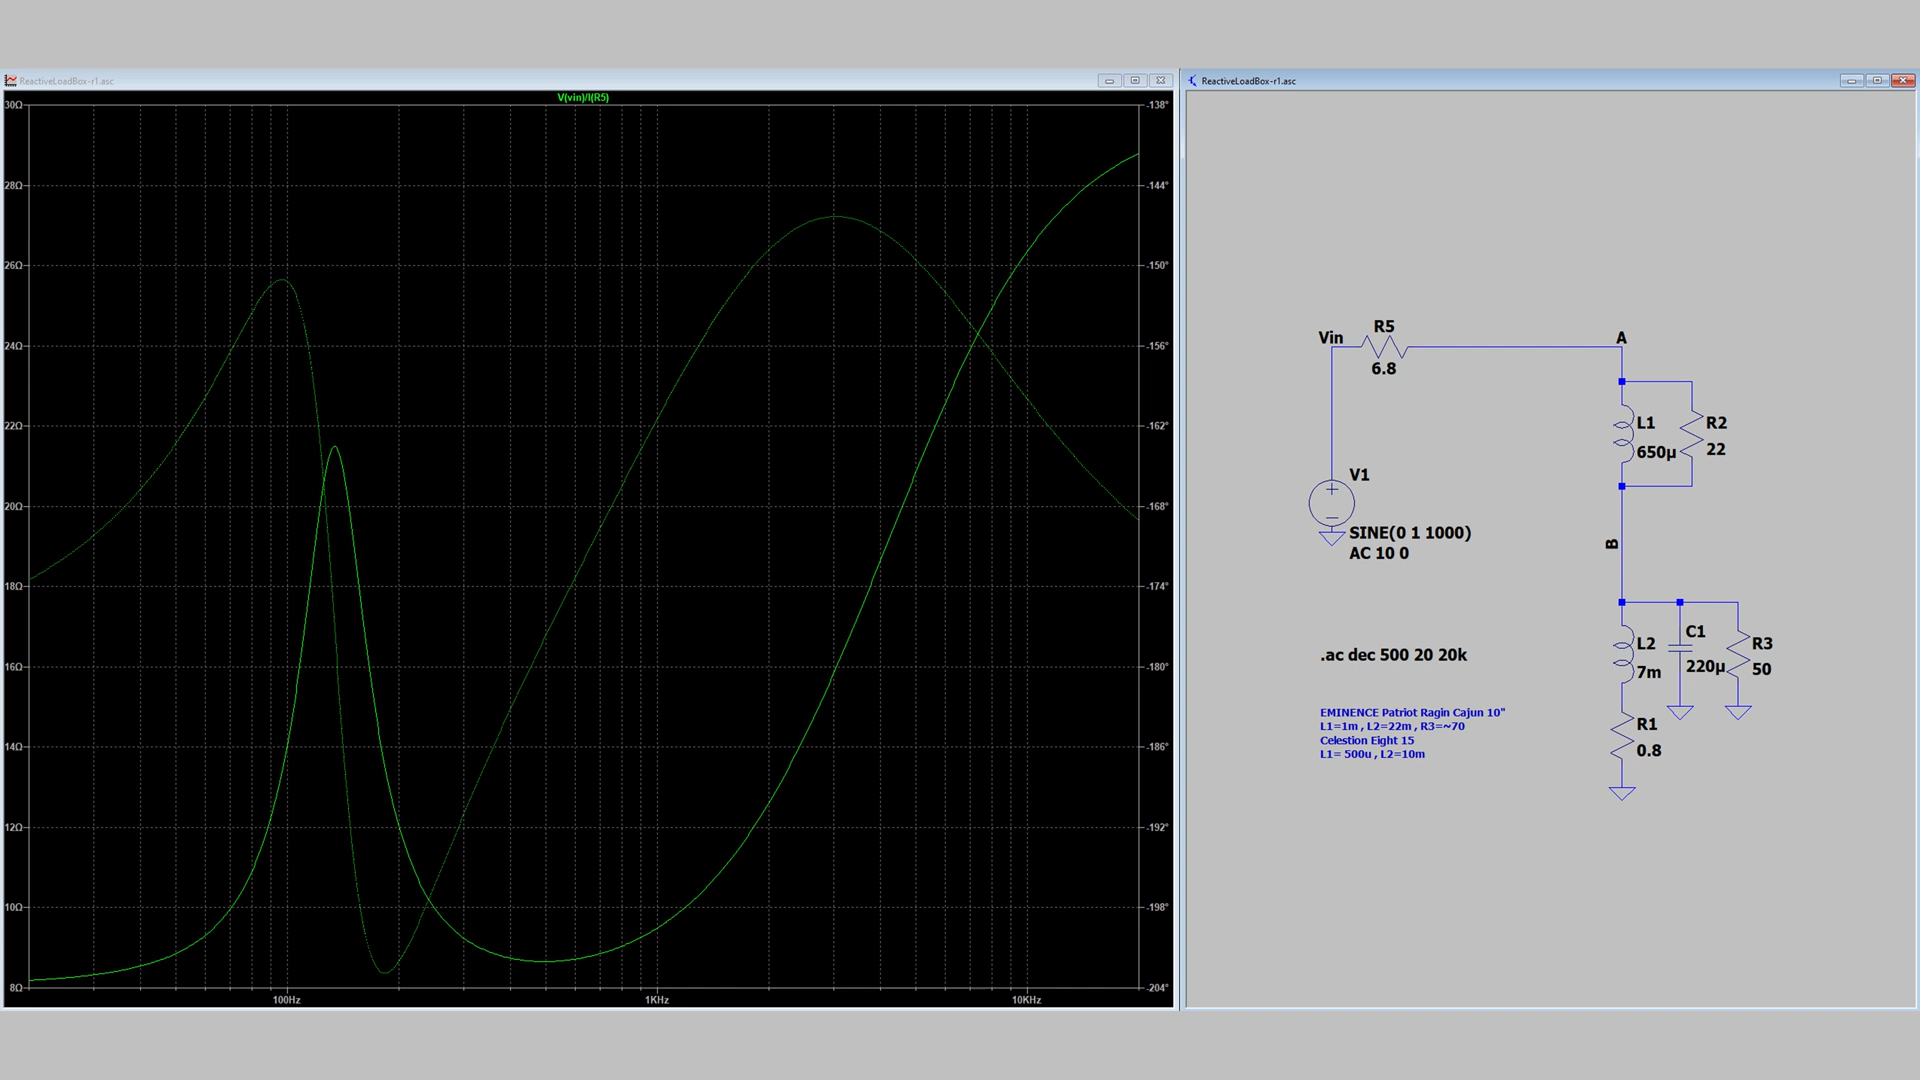 ReactiveLoadBox-r1.asc
V(vin)/I(R5)
30Ω
28Ω
26Ω
24Ω
22Ω
20Ω
18Ω
16Ω
14Ω
12Ω
10Ω
8Ω
-138°
-144°
-150°
-156°
-162°
-168°
-174°
-180°
-186°
-192°
-198°
-204°
100Hz
1KHz
10KHz
ReactiveLoadBox-r1.asc
Vin
R5
6.8
A
L1
650µ
R2
22
V1
SINE(0 1 1000)
AC 10 0
B
L2
7m
C1
220µ
R3
50
R1
0.8
.ac dec 500 20 20k
EMINENCE Patriot Ragin Cajun 10"
L1=1m , L2=22m , R3=~70
Celestion Eight 15
L1= 500u , L2=10m